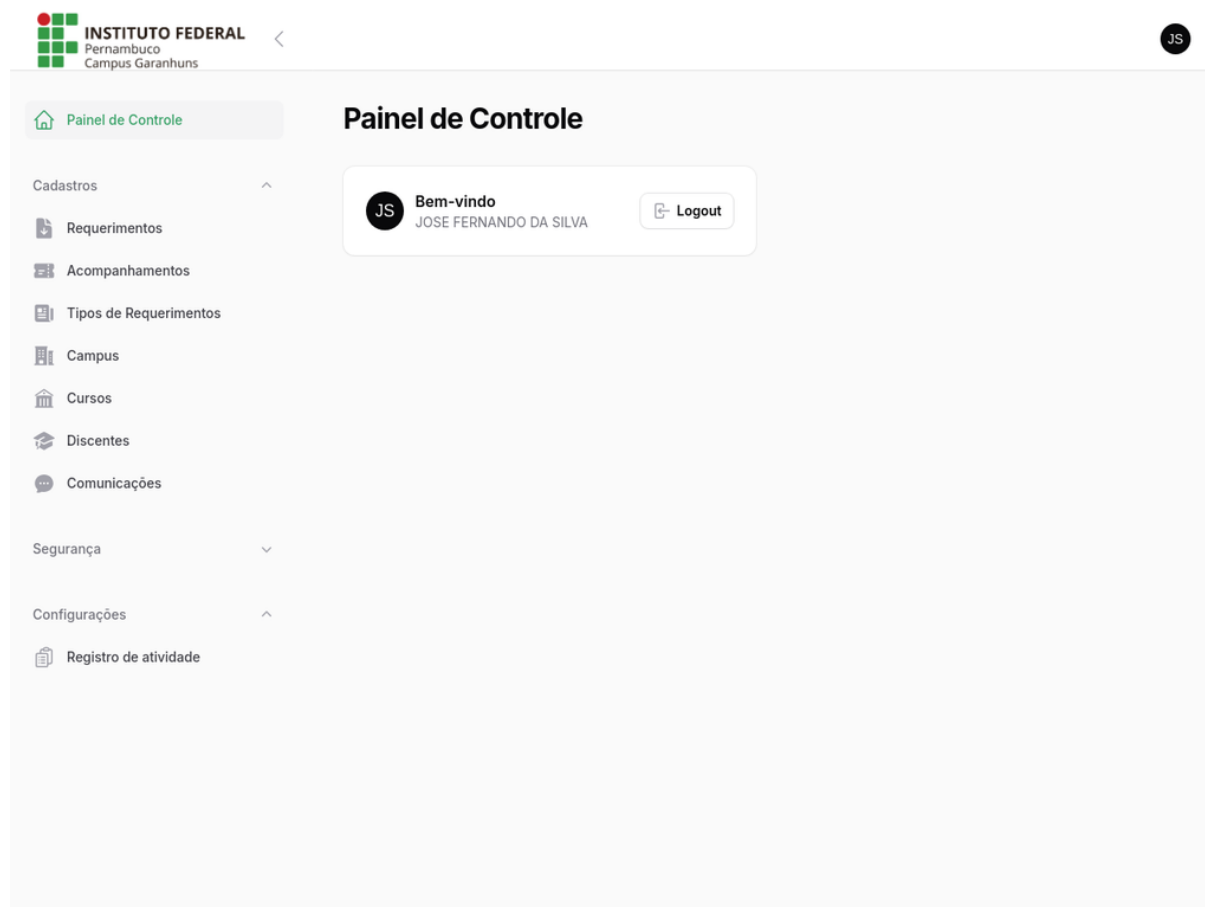 INSTITUTO FEDERAL
Pernambuco
Campus Garanhuns
JS
Painel de Controle
Cadastros
Requerimentos
Acompanhamentos
Tipos de Requerimentos
Campus
Cursos
Discentes
Comunicações
Segurança
Configurações
Registro de atividade
Painel de Controle
JS
Bem-vindo
JOSE FERNANDO DA SILVA
Logout